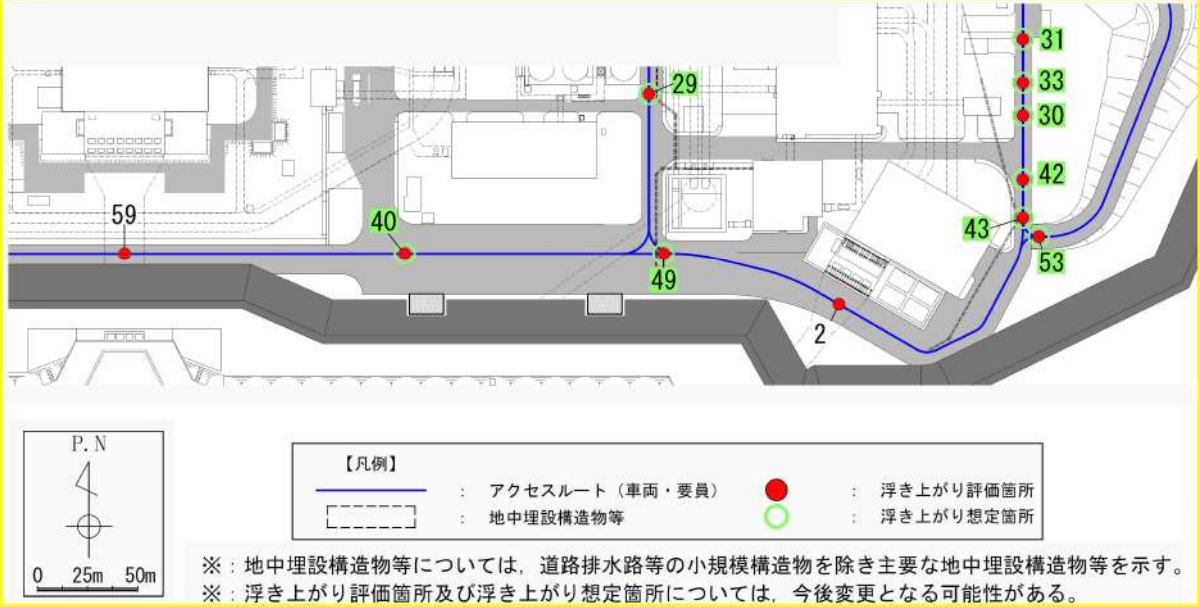 31
29
33
30
42
59
40
43
49
53
2
P.N
0 25m 50m
【凡例】
： アクセスルート（車両・要員）
： 浮き上がり評価箇所
： 地中埋設構造物等
： 浮き上がり想定箇所
※：地中埋設構造物等については，道路排水路等の小規模構造物を除き主要な地中埋設構造物等を示す。
※：浮き上がり評価箇所及び浮き上がり想定箇所については，今後変更となる可能性がある。